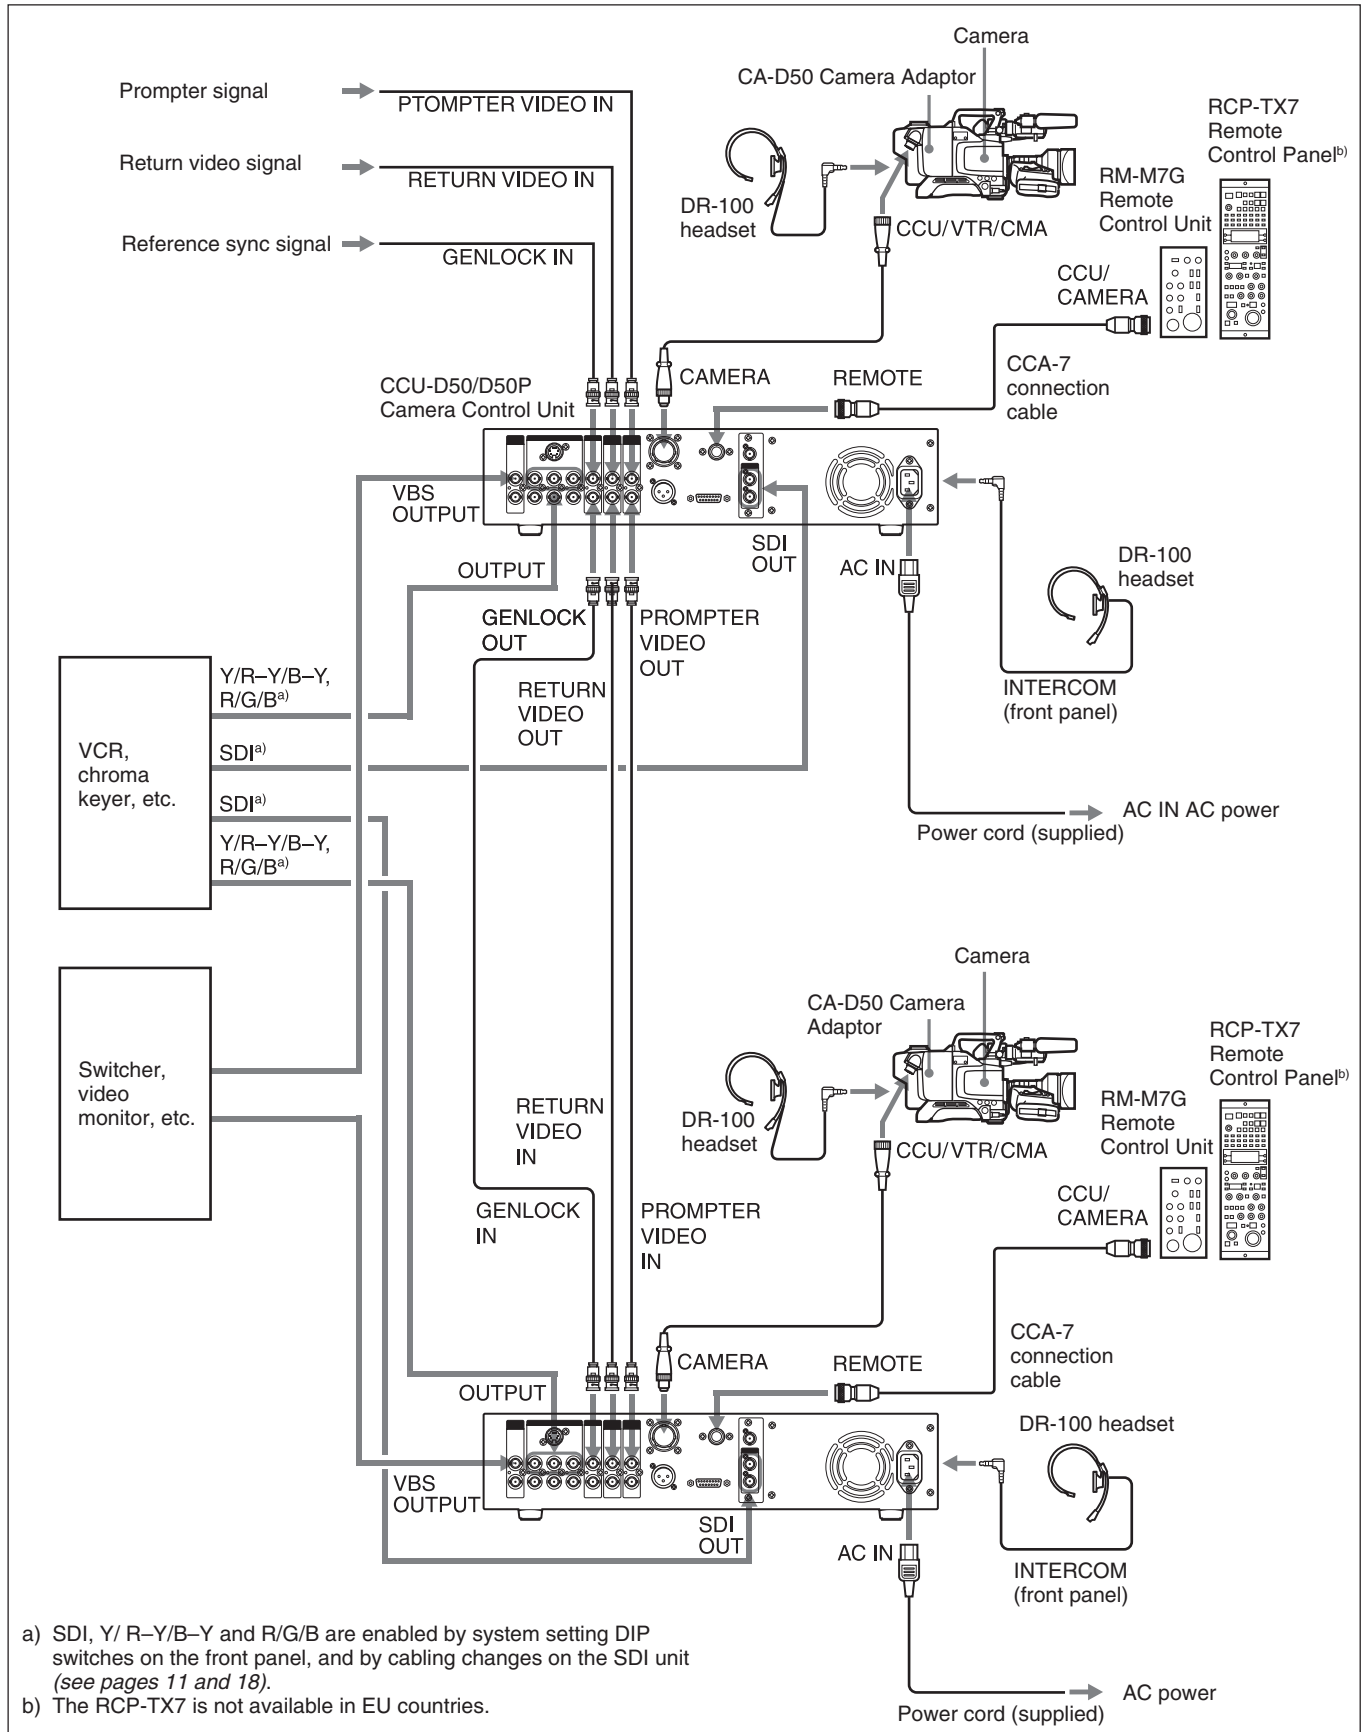 Camera
CA-D50 Camera Adaptor
Prompter signal
PTOMPTER VIDEO IN
RCP-TX7
Remote
Control Panel b)
Return video signal
RETURN VIDEO IN
RM-M7G
Remote
Control Unit
DR-100
headset
CCU/VTR/CMA
Reference sync signal
GENLOCK IN
CCU/
CAMERA
CCU-D50/D50P
Camera Control Unit
CAMERA
REMOTE
CCA-7
connection
cable
VBS
OUTPUT
SDI
OUT
OUTPUT
AC IN
DR-100
headset
GENLOCK
OUT
PROMPTER
VIDEO
OUT
Y/R–Y/B–Y,
R/G/B a)
RETURN
VIDEO
OUT
INTERCOM
(front panel)
VCR,
chroma
keyer, etc.
SDI a)
SDI a)
AC IN AC power
Power cord (supplied)
Y/R–Y/B–Y,
R/G/B a)
Camera
CA-D50 Camera
Adaptor
RCP-TX7
Remote
Control Panel b)
Switcher,
video
monitor, etc.
RETURN
VIDEO
IN
DR-100
headset
RM-M7G
Remote
Control Unit
CCU/VTR/CMA
GENLOCK
IN
PROMPTER
VIDEO
IN
CCU/
CAMERA
CAMERA
REMOTE
CCA-7
connection
cable
OUTPUT
DR-100 headset
VBS
OUTPUT
SDI
OUT
AC IN
INTERCOM
(front panel)
a) SDI, Y/ R–Y/B–Y and R/G/B are enabled by system setting DIP
switches on the front panel, and by cabling changes on the SDI unit
(see pages 11 and 18).
b) The RCP-TX7 is not available in EU countries.
AC power
Power cord (supplied)